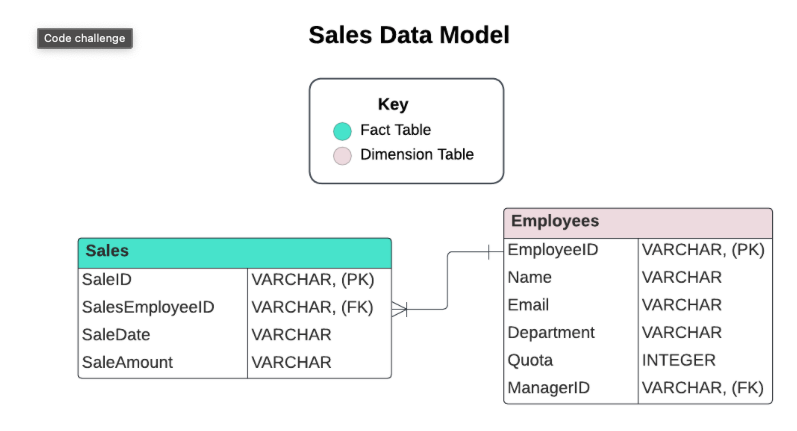 Code challenge
Sales Data Model
Key
Fact Table
Dimension Table
Sales
SaleID VARCHAR, (PK)
SalesEmployeeID VARCHAR, (FK)
SaleDate VARCHAR
SaleAmount VARCHAR
Employees
EmployeeID VARCHAR, (PK)
Name VARCHAR
Email VARCHAR
Department VARCHAR
Quota INTEGER
ManagerID VARCHAR, (FK)